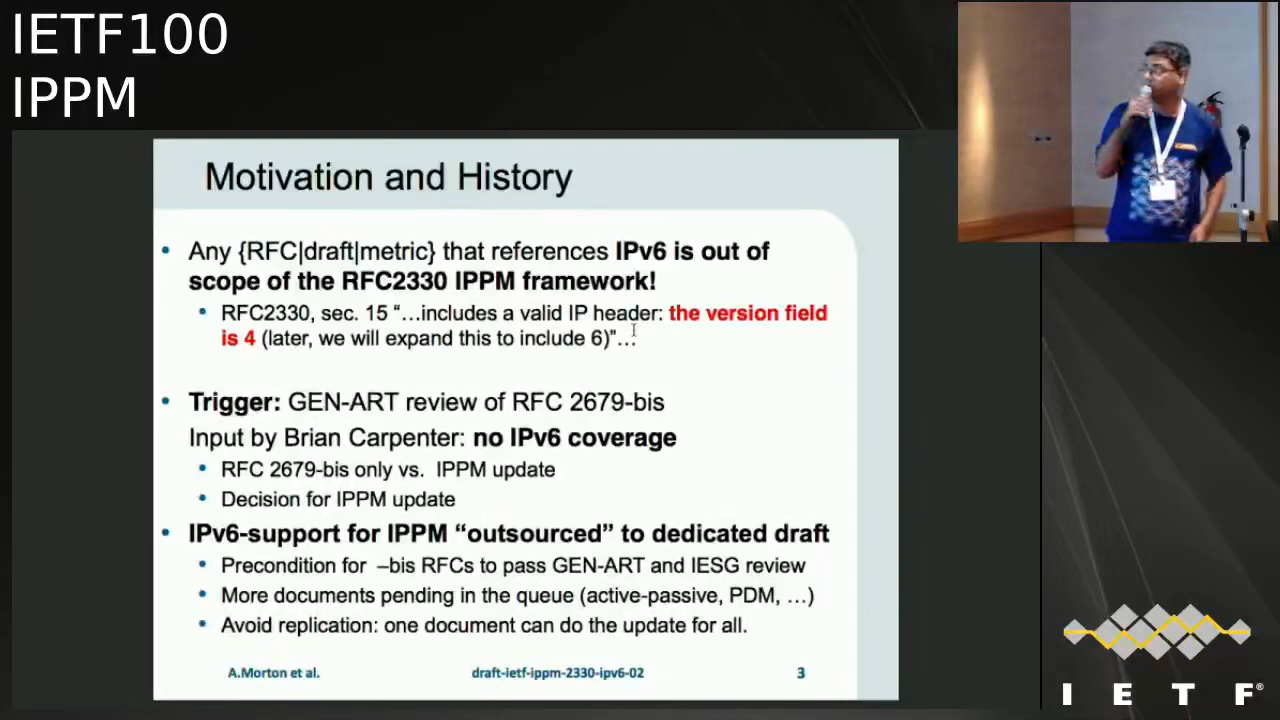 IETF100
IPPM
Motivation and History
• Any {RFC|draft|metric} that references IPv6 is out of
scope of the RFC2330 IPPM framework!
• RFC2330, sec. 15 “…includes a valid IP header: the version field
is 4 (later, we will expand this to include 6)”…
• Trigger: GEN-ART review of RFC 2679-bis
Input by Brian Carpenter: no IPv6 coverage
• RFC 2679-bis only vs. IPPM update
• Decision for IPPM update
• IPv6-support for IPPM “outsourced” to dedicated draft
• Precondition for –bis RFCs to pass GEN-ART and IESG review
• More documents pending in the queue (active-passive, PDM, …)
• Avoid replication: one document can do the update for all.
A.Morton et al. draft-ietf-ippm-2330-ipv6-02 3
I E T F®